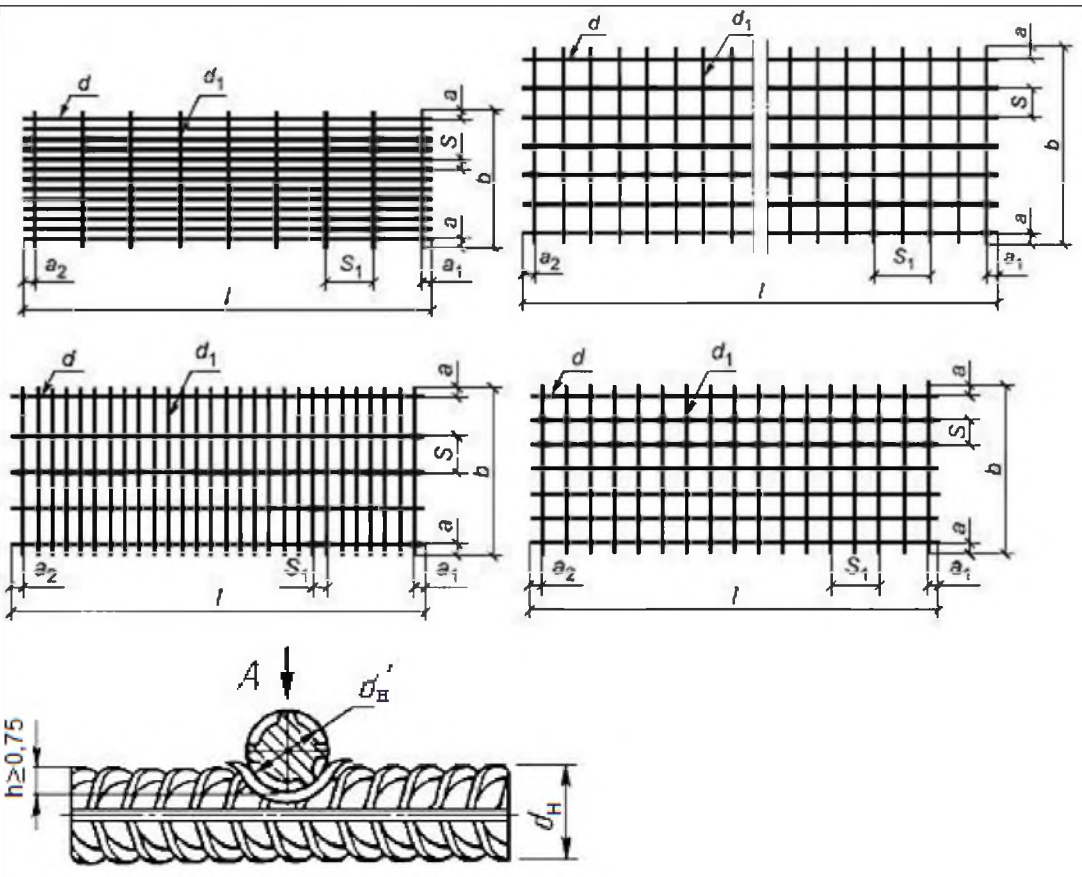 d d₁ a S b a a₂ S₁ a₁ l
d d₁ a S b a a₂ S₁ a₁ l
d d₁ a S b a a₂ S₁ a₁ l
d d₁ a S b a a₂ S₁ a₁ l
A
d'н
h≥0,75
dн